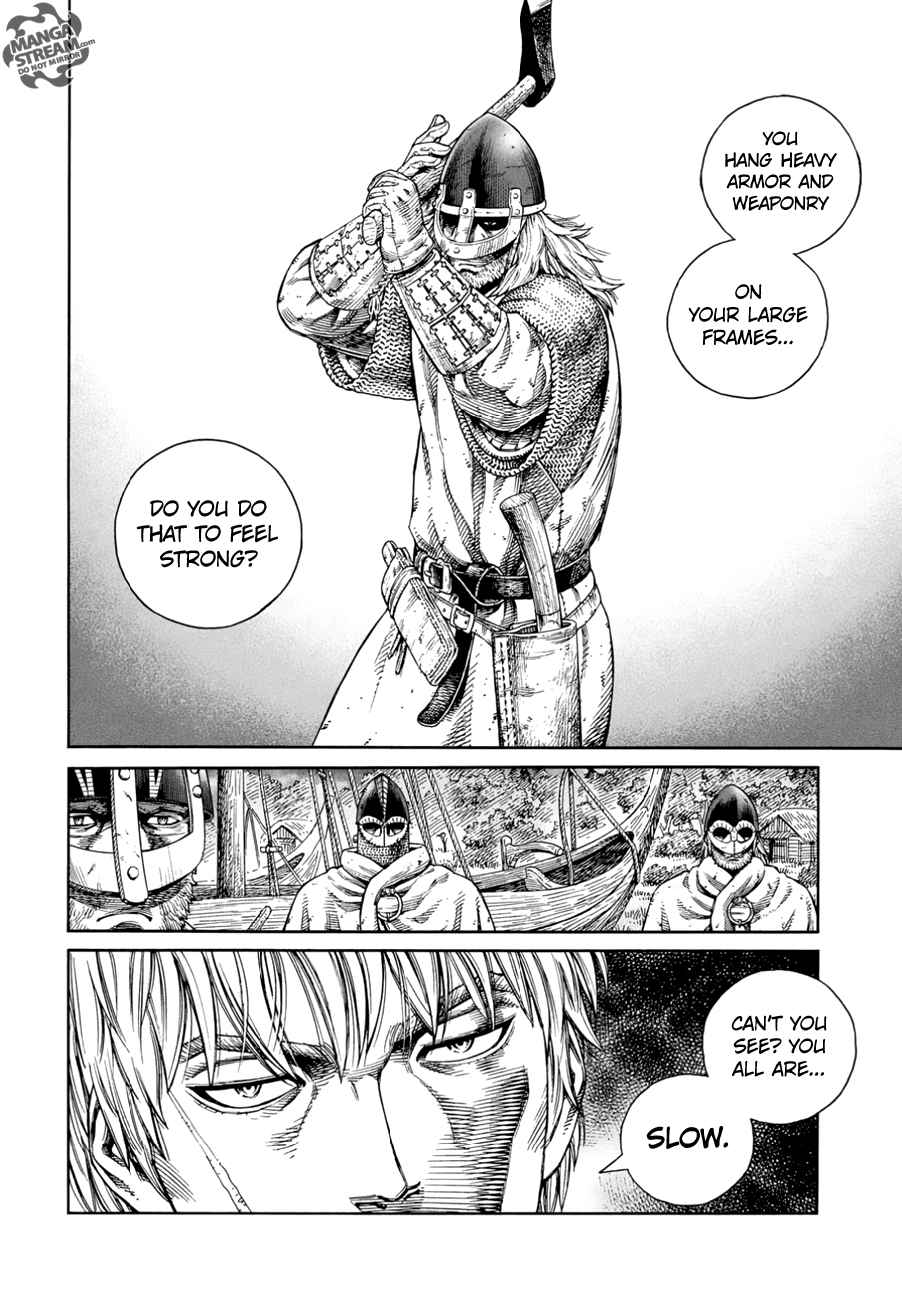 MANGA
STREAM.com
DO NOT MIRROR
YOU
HANG HEAVY
ARMOR AND
WEAPONRY
ON
YOUR LARGE
FRAMES...
DO YOU DO
THAT TO FEEL
STRONG?
CAN'T YOU
SEE? YOU
ALL ARE...
SLOW.